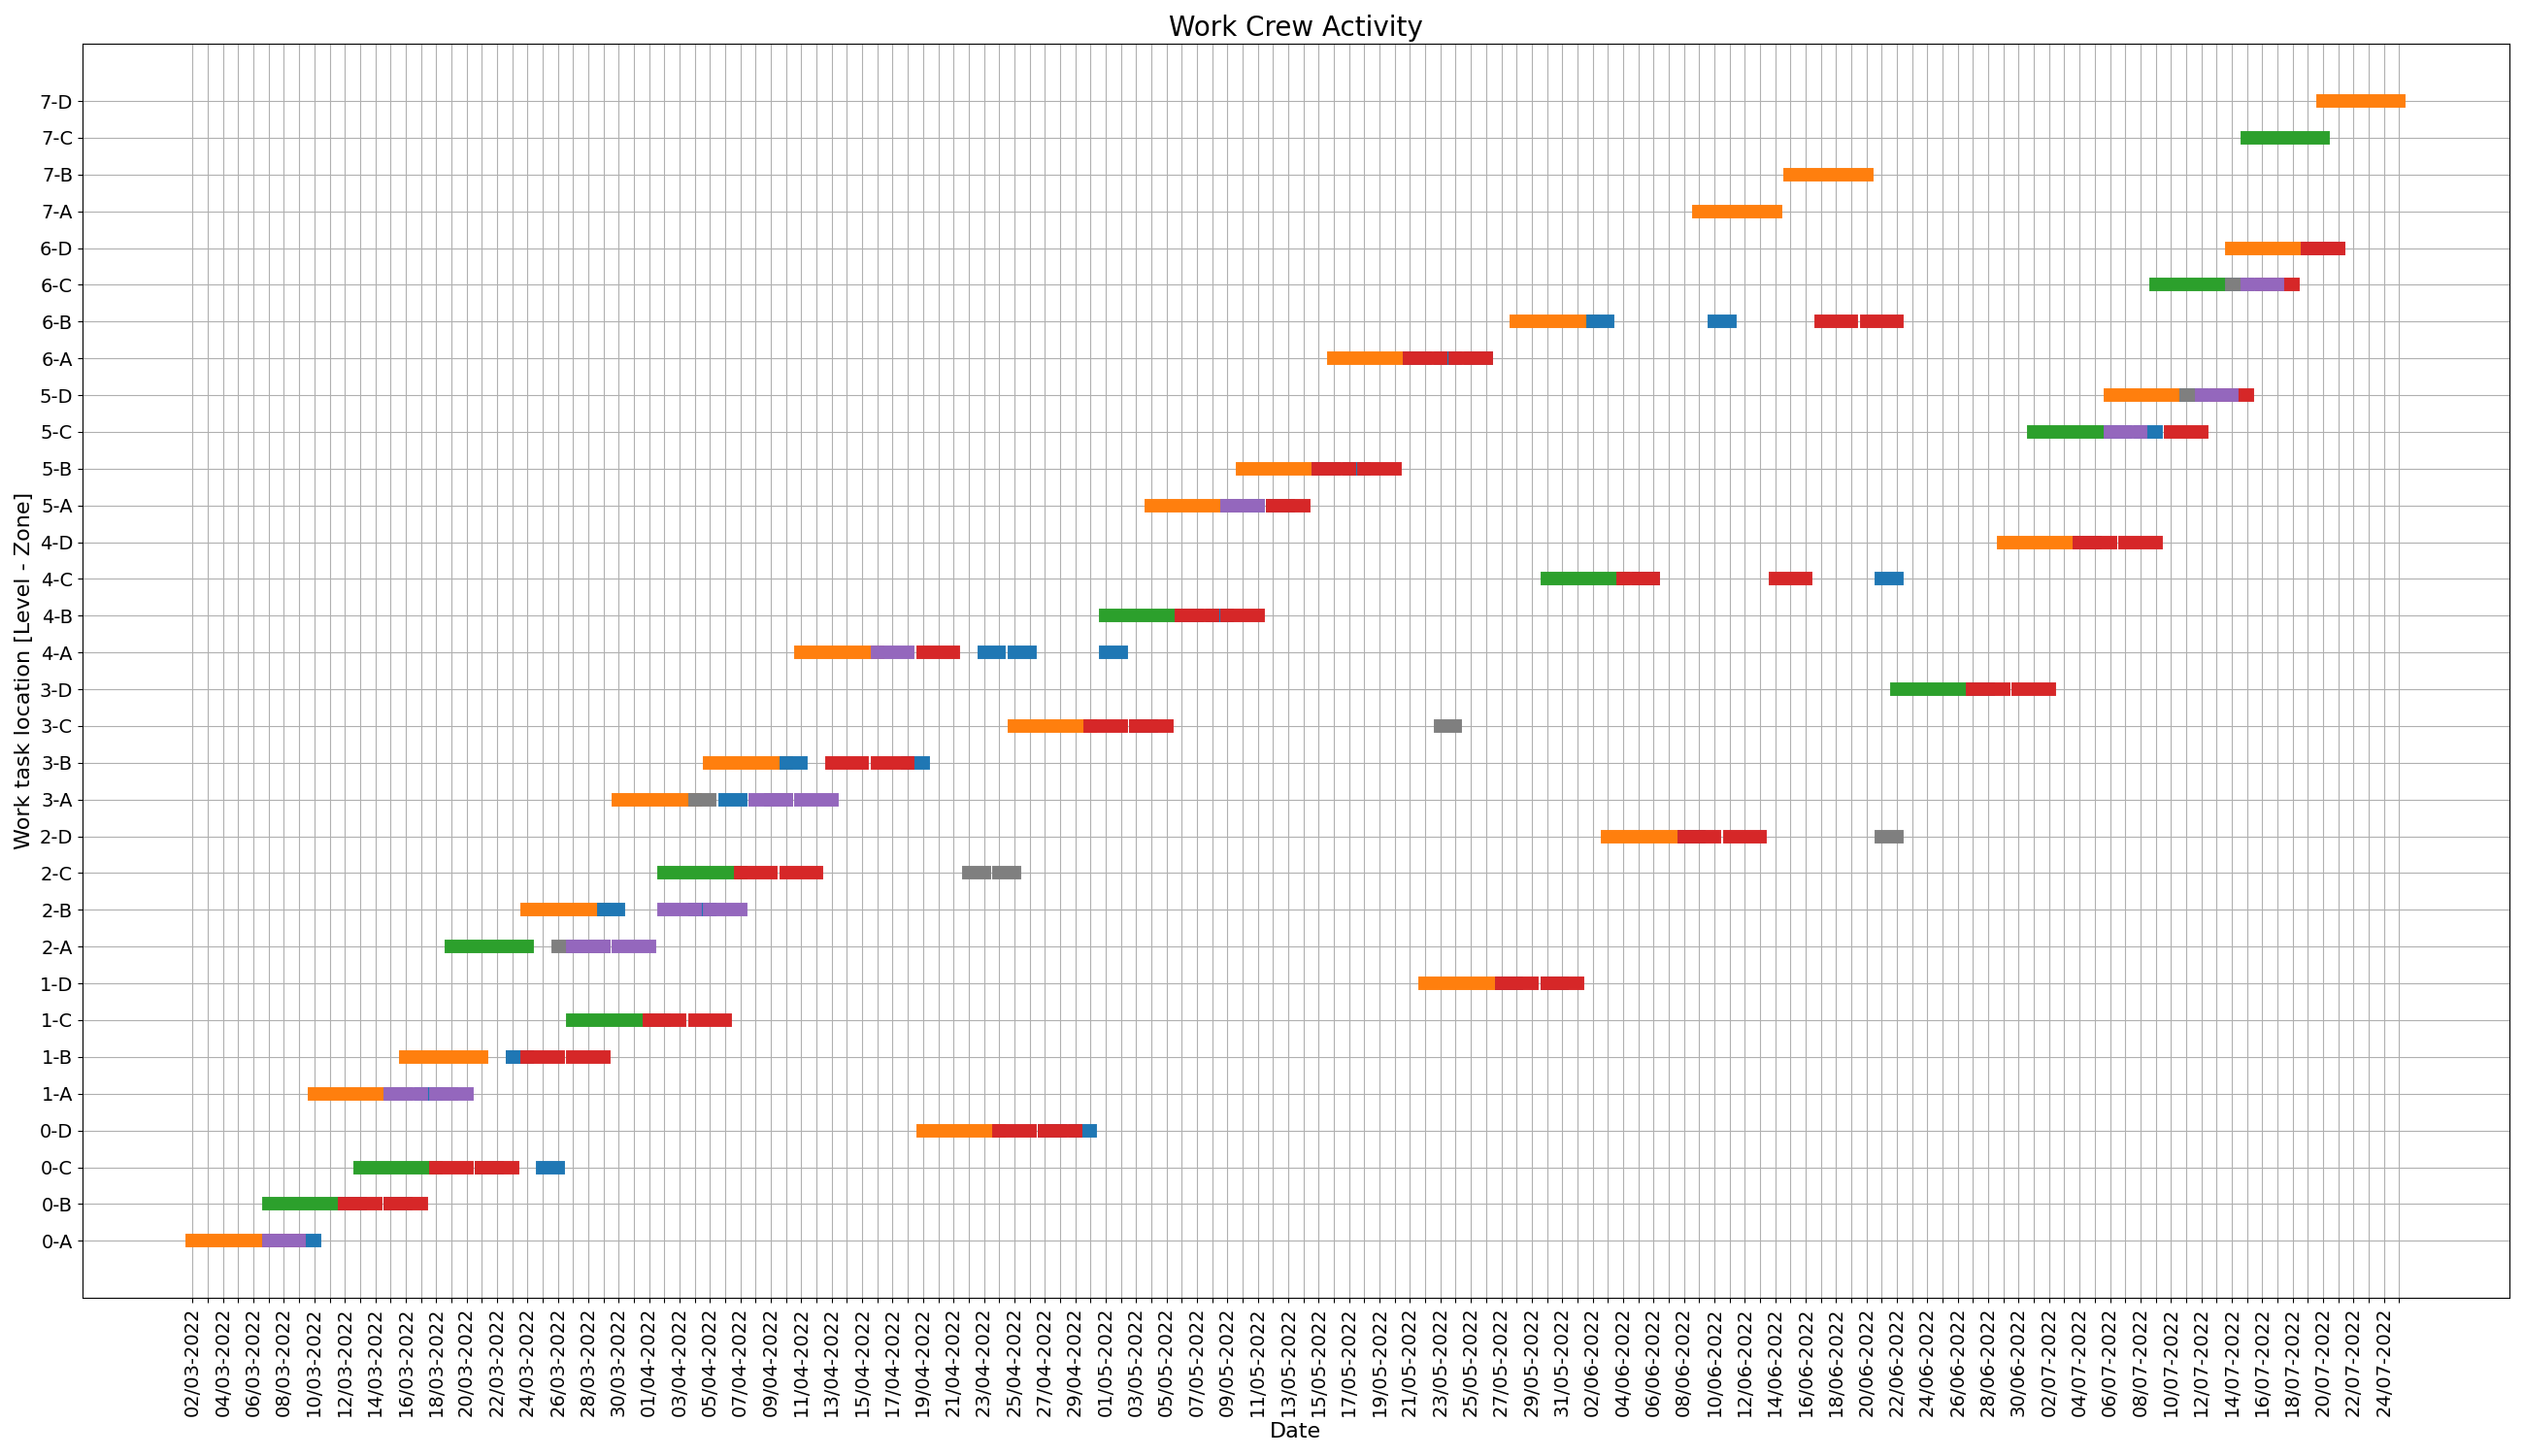 Work Crew Activity
Work task location [Level - Zone]
7-D
7-C
7-B
7-A
6-D
6-C
6-B
6-A
5-D
5-C
5-B
5-A
4-D
4-C
4-B
4-A
3-D
3-C
3-B
3-A
2-D
2-C
2-B
2-A
1-D
1-C
1-B
1-A
0-D
0-C
0-B
0-A
02/03-2022
04/03-2022
06/03-2022
08/03-2022
10/03-2022
12/03-2022
14/03-2022
16/03-2022
18/03-2022
20/03-2022
22/03-2022
24/03-2022
26/03-2022
28/03-2022
30/03-2022
01/04-2022
03/04-2022
05/04-2022
07/04-2022
09/04-2022
11/04-2022
13/04-2022
15/04-2022
17/04-2022
19/04-2022
21/04-2022
23/04-2022
25/04-2022
27/04-2022
29/04-2022
01/05-2022
03/05-2022
05/05-2022
07/05-2022
09/05-2022
11/05-2022
13/05-2022
15/05-2022
17/05-2022
19/05-2022
21/05-2022
23/05-2022
25/05-2022
27/05-2022
29/05-2022
31/05-2022
02/06-2022
04/06-2022
06/06-2022
08/06-2022
10/06-2022
12/06-2022
14/06-2022
16/06-2022
18/06-2022
20/06-2022
22/06-2022
24/06-2022
26/06-2022
28/06-2022
30/06-2022
02/07-2022
04/07-2022
06/07-2022
08/07-2022
10/07-2022
12/07-2022
14/07-2022
16/07-2022
18/07-2022
20/07-2022
22/07-2022
24/07-2022
Date